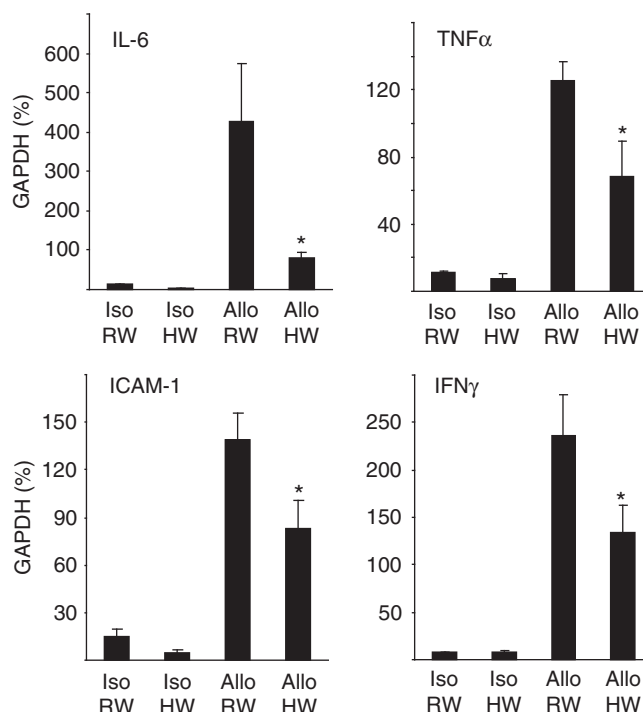 IL-6
GAPDH (%)
700
600
500
400
300
200
100
*
Iso Iso Allo Allo
RW HW RW HW
TNFα
120
80
40
*
Iso Iso Allo Allo
RW HW RW HW
ICAM-1
GAPDH (%)
150
120
90
60
30
*
Iso Iso Allo Allo
RW HW RW HW
IFNγ
250
200
150
100
50
*
Iso Iso Allo Allo
RW HW RW HW